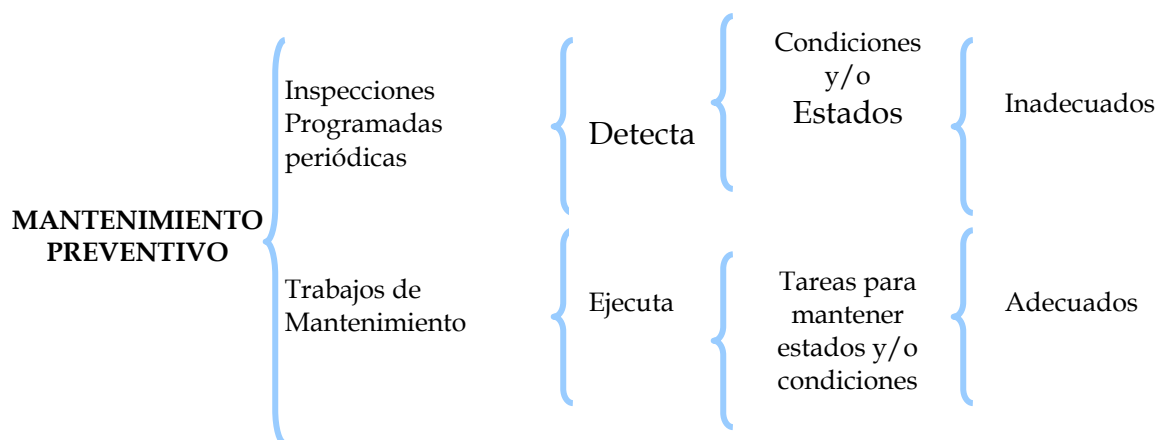 MANTENIMIENTO
PREVENTIVO
Inspecciones
Programadas
periódicas
Detecta
Condiciones
y/o
Estados
Inadecuados
Trabajos de
Mantenimiento
Ejecuta
Tareas para
mantener
estados y/o
condiciones
Adecuados